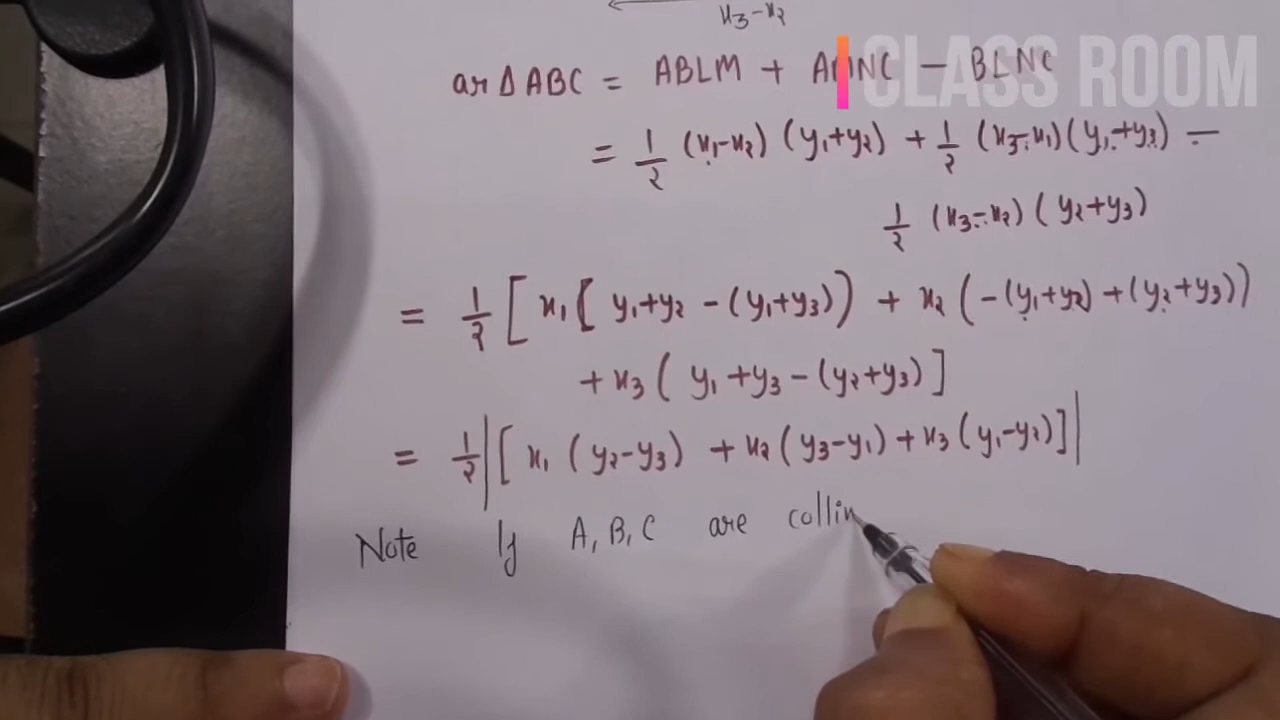 x₃-x₂
CLASS ROOM
ar Δ ABC = ABLM + AMNC - BLNC
= 1/2 (x₁-x₂) (y₁+y₂) + 1/2 (x₃-x₁) (y₁+y₃) -
1/2 (x₃-x₂) (y₂+y₃)
= 1/2 [ x₁ [ y₁+y₂ - (y₁+y₃)) + x₂ (-(y₁+y₂) + (y₂+y₃))
+ x₃ ( y₁ + y₃ - (y₂+y₃) ]
= 1/2 | [ x₁ (y₂-y₃) + x₂ (y₃-y₁) + x₃ (y₁-y₂) ] |
Note If A, B, C are collin